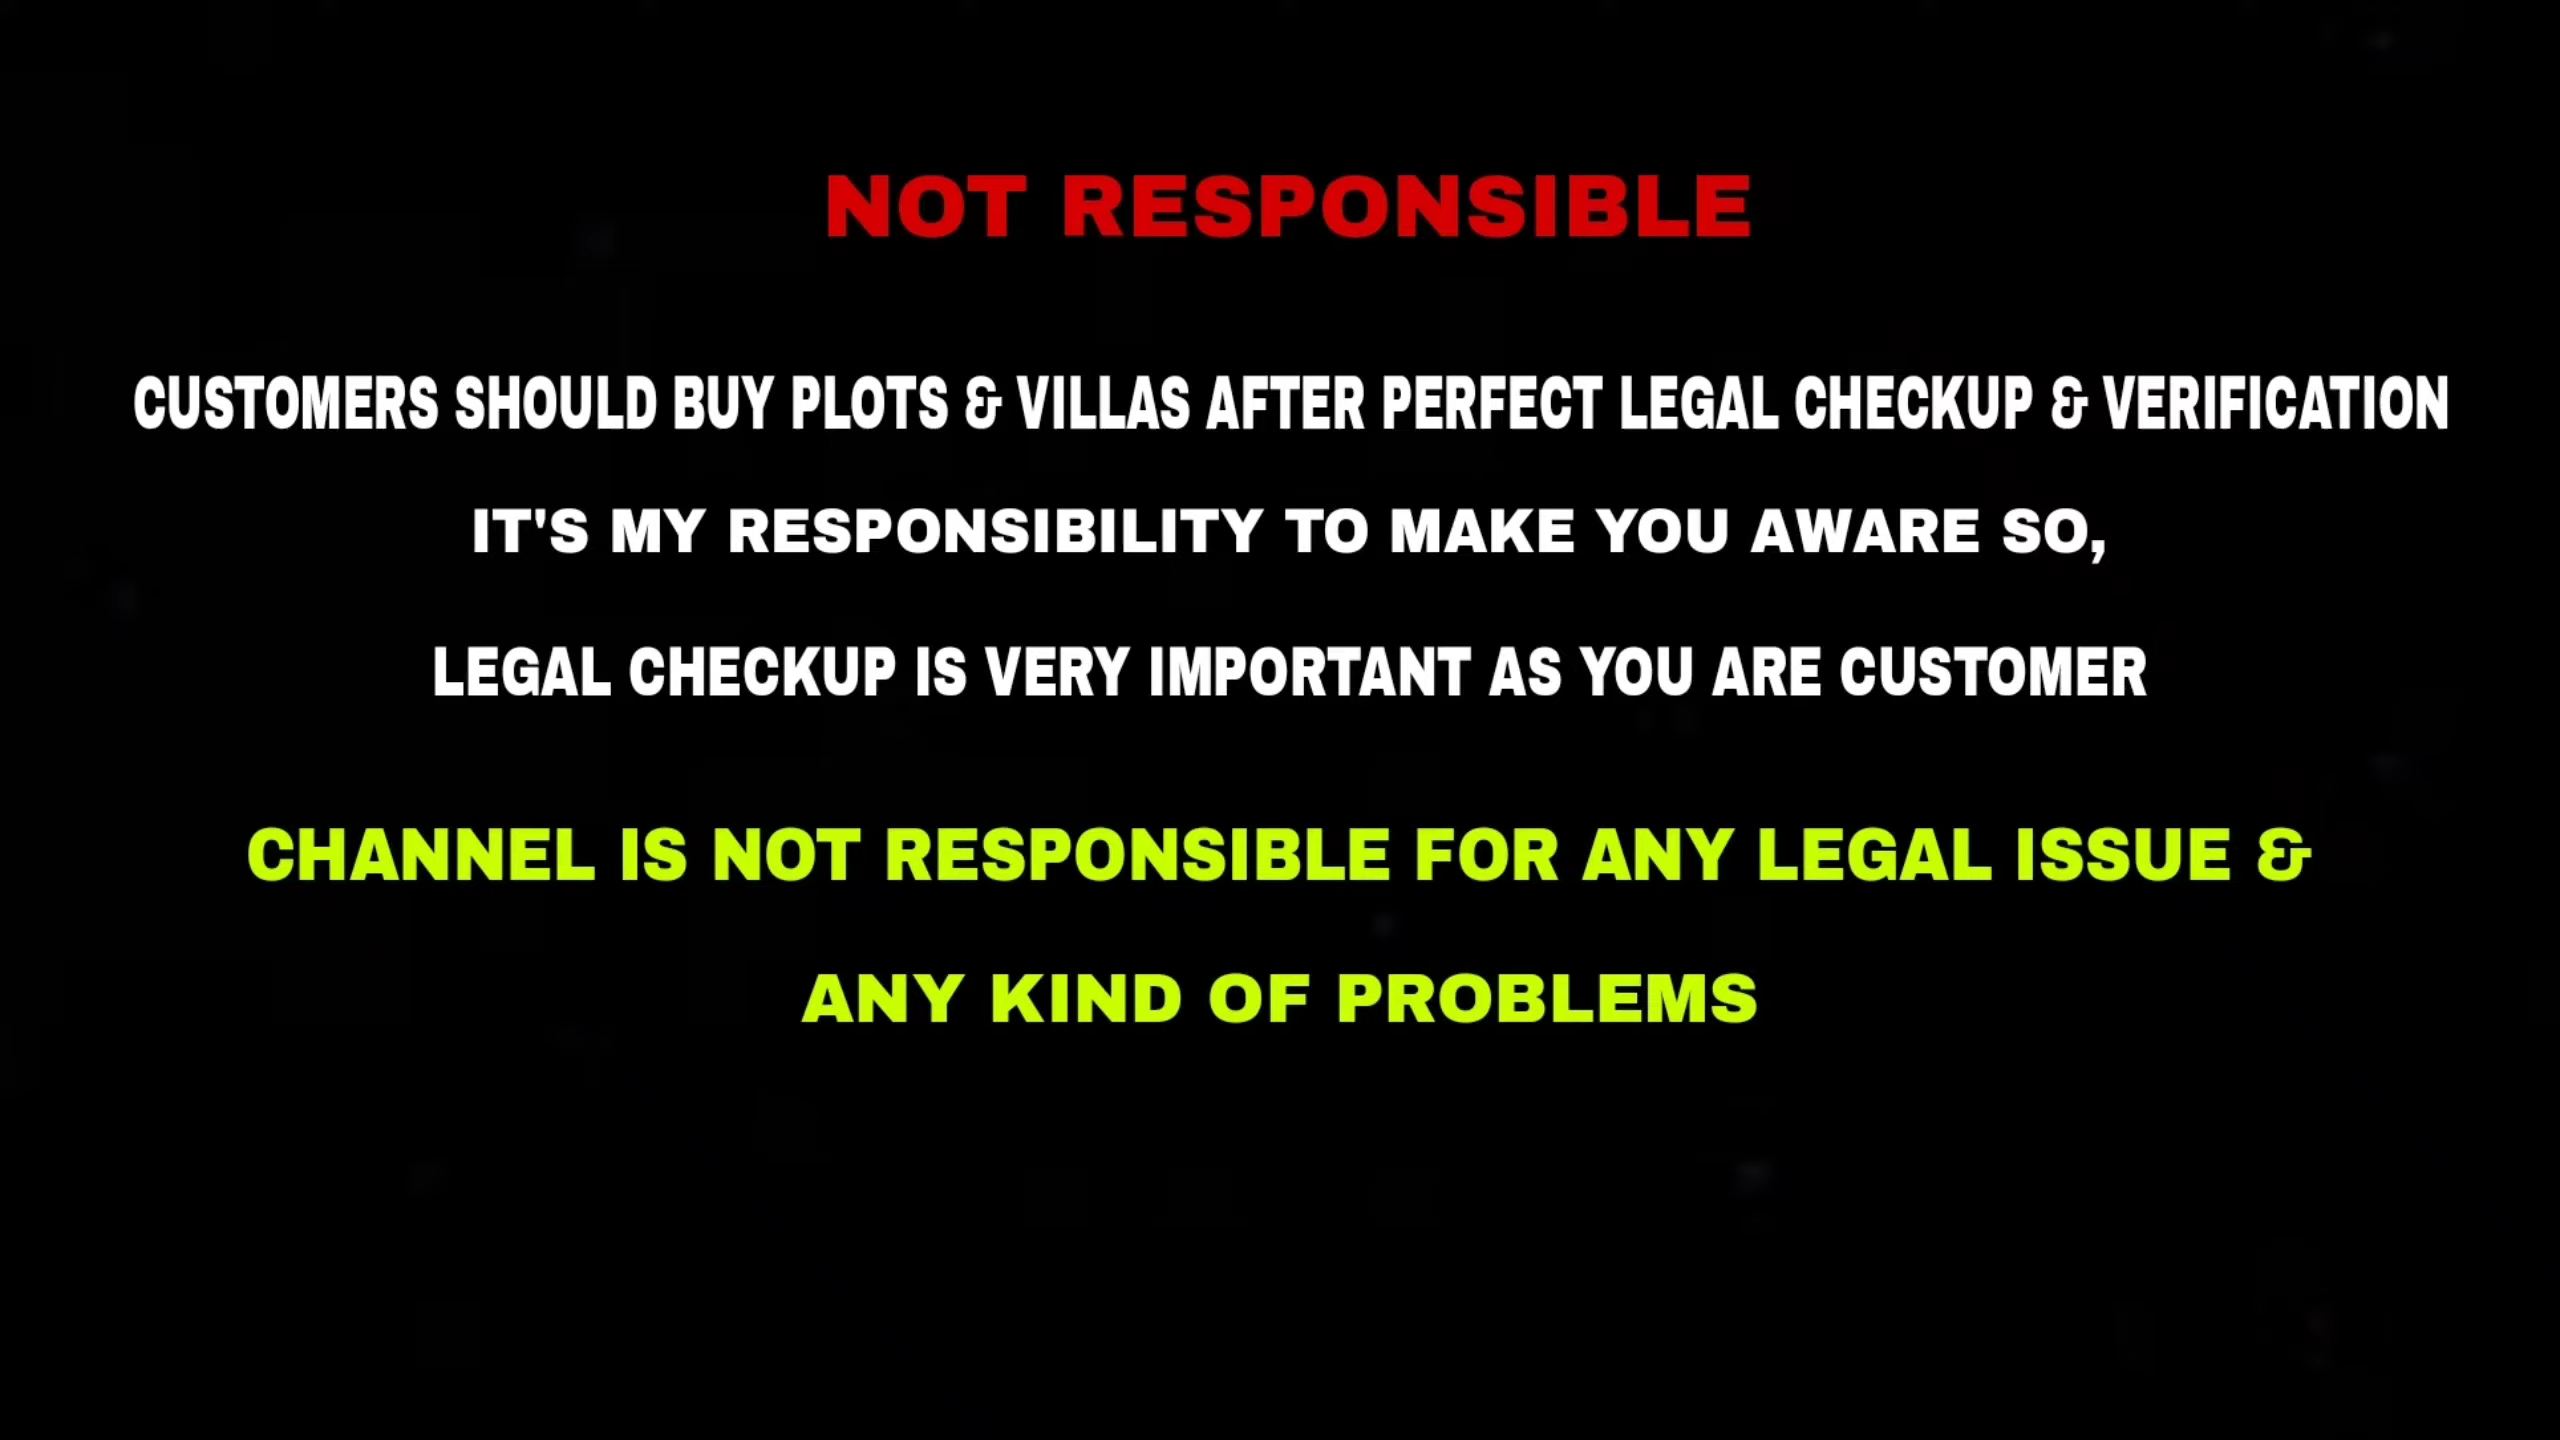 NOT RESPONSIBLE
CUSTOMERS SHOULD BUY PLOTS & VILLAS AFTER PERFECT LEGAL CHECKUP & VERIFICATION
IT'S MY RESPONSIBILITY TO MAKE YOU AWARE SO,
LEGAL CHECKUP IS VERY IMPORTANT AS YOU ARE CUSTOMER
CHANNEL IS NOT RESPONSIBLE FOR ANY LEGAL ISSUE &
ANY KIND OF PROBLEMS